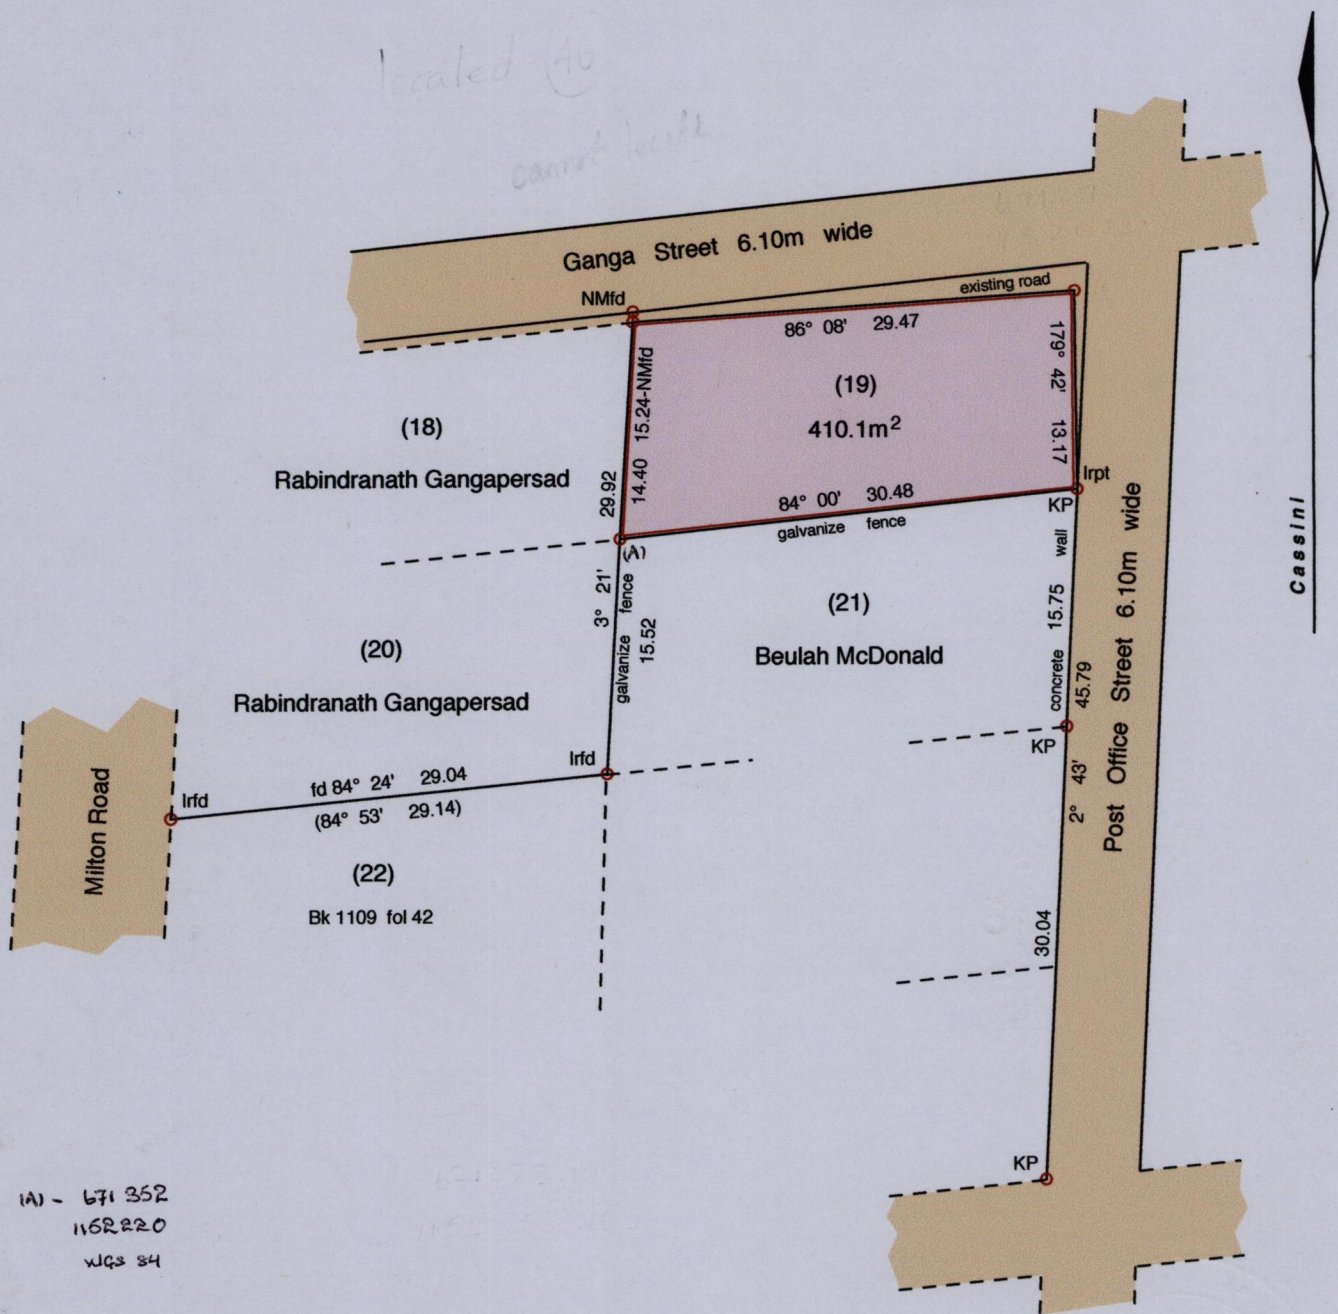 located (A6
cannot locate
Ganga Street 6.10m wide
NMfd
existing road
86° 08' 29.47
179° 42' 13.17
(19)
410.1m²
15.24-NMfd
14.40
29.92
(18)
Rabindranath Gangapersad
Irpt
84° 00' 30.48
KP
galvanize fence
(A)
wall
3° 21'
galvanize fence
15.52
(21)
Beulah McDonald
15.75
concrete
45.79
Post Office Street 6.10m wide
Cassini
(20)
Rabindranath Gangapersad
KP
2° 43'
Irfd
fd 84° 24' 29.04
Irfd
(84° 53' 29.14)
Milton Road
(22)
Bk 1109 fol 42
30.04
KP
(A) - 671 352
1152220
WGS 84